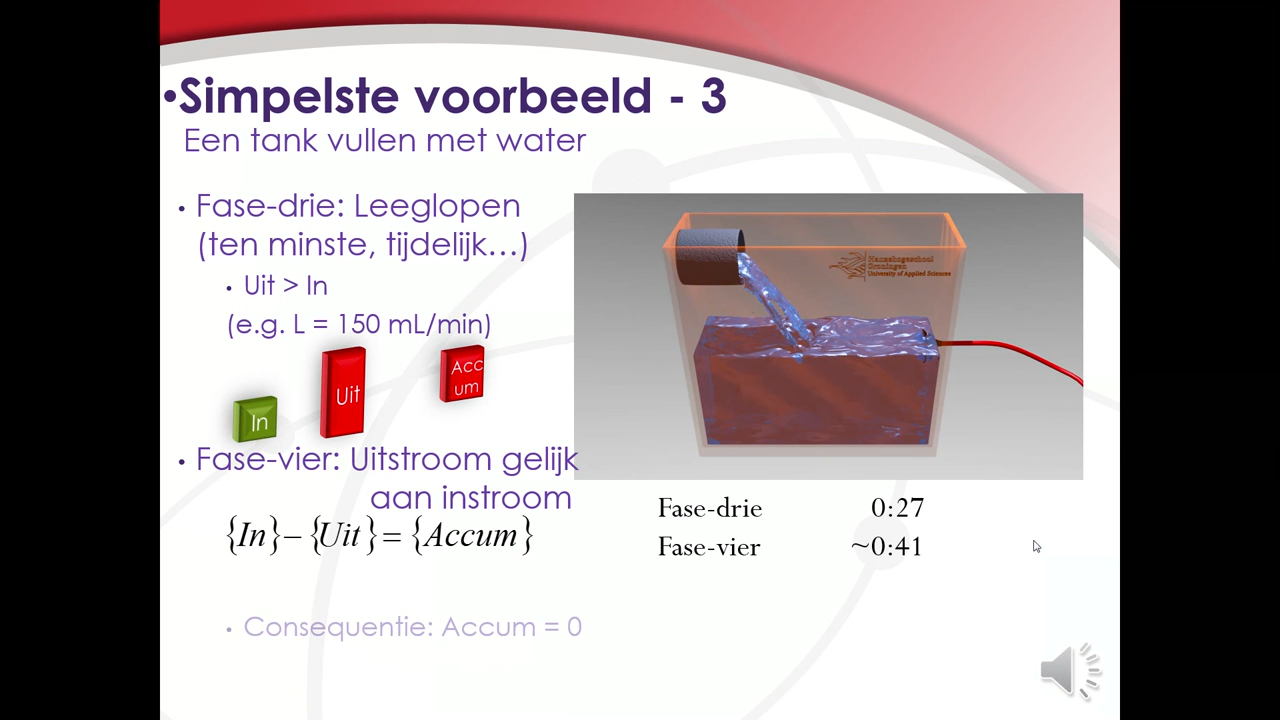 •Simpelste voorbeeld - 3
Een tank vullen met water
• Fase-drie: Leeglopen
(ten minste, tijdelijk…)
• Uit > In
(e.g. L = 150 mL/min)
In
Uit
Acc
um
• Fase-vier: Uitstroom gelijk
aan instroom
{In}−{Uit}={Accum}
• Consequentie: Accum = 0
Hanzehogeschool
Groningen
University of Applied Sciences
Fase-drie 0:27
Fase-vier ~0:41